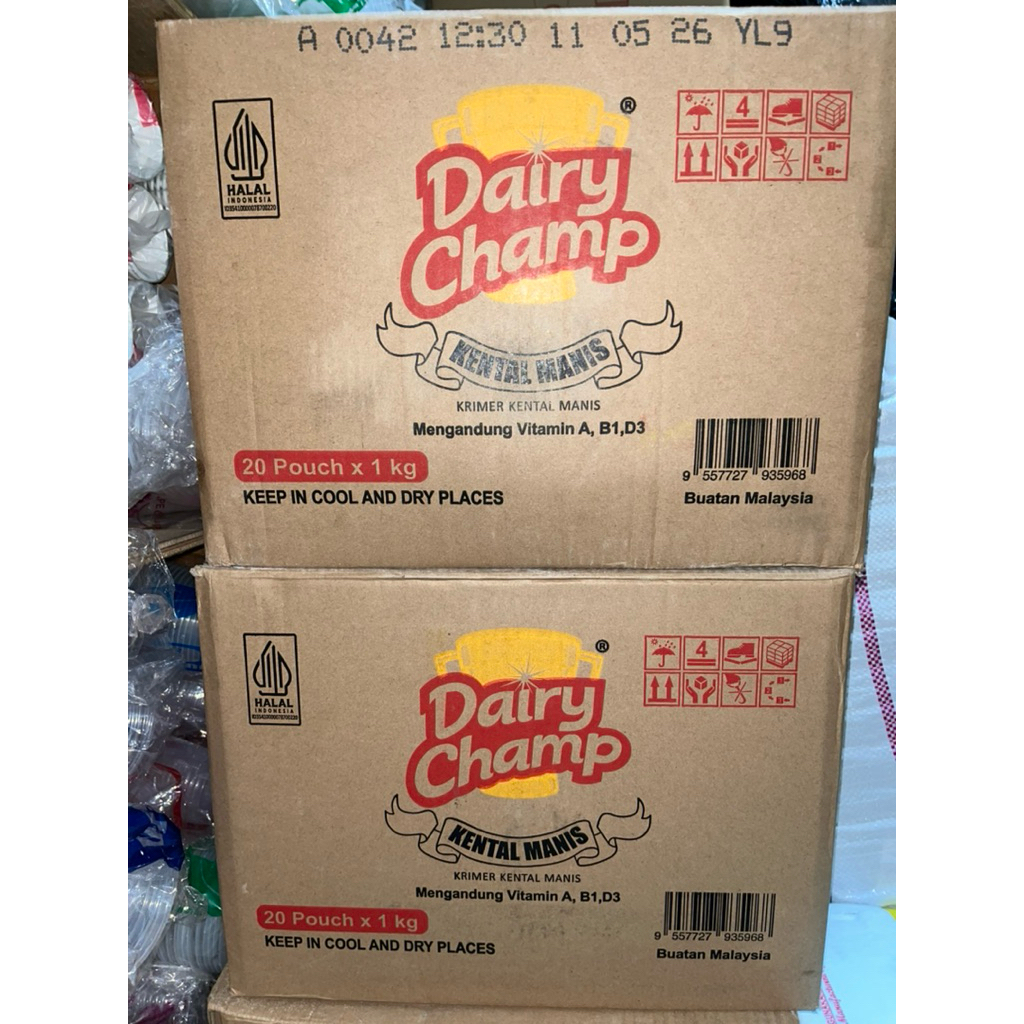 A 0042 12:30 11 05 26 YL9
HALAL
INDONESIA
®
4
Dairy
Champ
KENTAL MANIS
KRIMER KENTAL MANIS
Mengandung Vitamin A, B1,D3
20 Pouch x 1 kg
KEEP IN COOL AND DRY PLACES
9 557727 935968
Buatan Malaysia
HALAL
INDONESIA
®
4
Dairy
Champ
KENTAL MANIS
KRIMER KENTAL MANIS
Mengandung Vitamin A, B1,D3
20 Pouch x 1 kg
KEEP IN COOL AND DRY PLACES
9 557727 935968
Buatan Malaysia